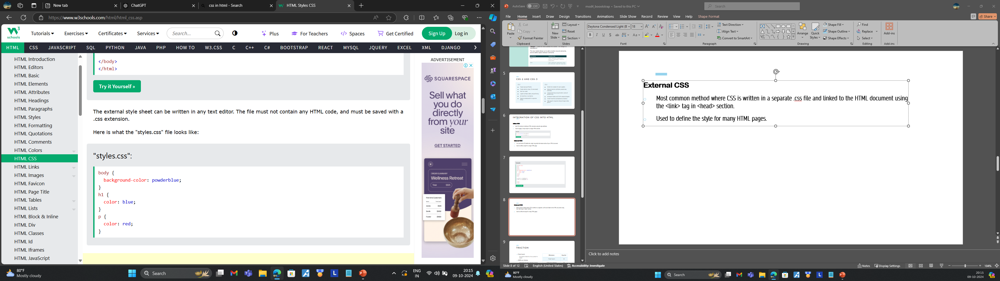 New tab
ChatGPT
css in html - Search
HTML Styles CSS
https://www.w3schools.com/html/html_css.asp
W3 schools
Tutorials
Exercises
Certificates
Services
Search...
Plus
For Teachers
Spaces
Get Certified
Sign Up
Log in
HTML CSS JAVASCRIPT SQL PYTHON JAVA PHP HOW TO W3.CSS C C++ C# BOOTSTRAP REACT MYSQL JQUERY EXCEL XML DJANGO
HTML Introduction
HTML Editors
HTML Basic
HTML Elements
HTML Attributes
HTML Headings
HTML Paragraphs
HTML Styles
HTML Formatting
HTML Quotations
HTML Comments
HTML Colors
HTML CSS
HTML Links
HTML Images
HTML Favicon
HTML Page Title
HTML Tables
HTML Lists
HTML Block & Inline
HTML Div
HTML Classes
HTML Id
HTML Iframes
HTML JavaScript
</body>
</html>
Try it Yourself »
The external style sheet can be written in any text editor. The file must not contain any HTML code, and must be saved with a
.css extension.
Here is what the "styles.css" file looks like:
"styles.css":
body {
background-color: powderblue;
}
h1 {
color: blue;
}
p {
color: red;
}
ADVERTISEMENT
SQUARESPACE
Sell what
you do
directly
from your
site
GET STARTED
ORDER SUMMARY
Wellness Retreat
Total $525
First-time Customers
80°F
Mostly cloudy
Search
ENG
IN
20:15
09-10-2024
AutoSave Off
mod4_boootstrap • Saved to this PC
Search
File Home Insert Draw Design Transitions Animations Slide Show Record Review View Help Shape Format
Share
Paste
Cut
Copy
Format Painter
Clipboard
New
Slide
Layout
Reset
Section
Slides
Daytona Condensed Light (B
18
Font
Text Direction
Align Text
Convert to SmartArt
Paragraph
Arrange
Quick
Styles
Shape Fill
Shape Outline
Shape Effects
Drawing
Find
Replace
Select
Editing
Add-ins
Add-ins
5
CSS-2 AND CSS-3
6
INTEGRATION OF CSS INTO HTML
7
8
9
TRACTION
External CSS
Most common method where CSS is written in a separate .css file and linked to the HTML document using
the <link> tag in <head> section.
Used to define the style for many HTML pages.
Click to add notes
Slide 8 of 12
English (United States)
Accessibility: Investigate
Notes
Display Settings
104%
80°F
Mostly cloudy
Search
20:15
09-10-2024